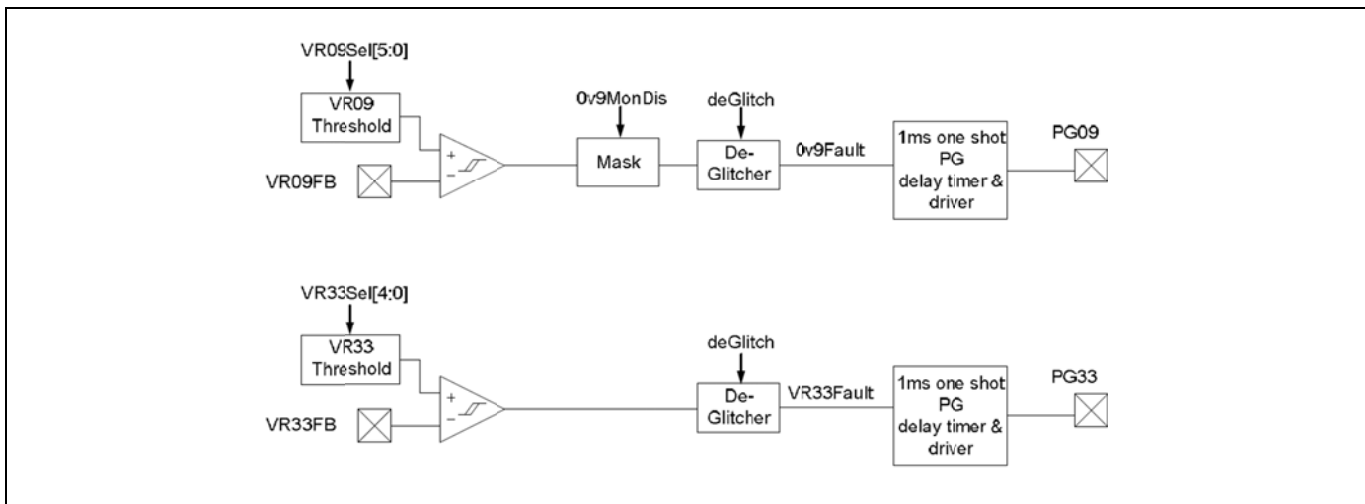 VR09Sel[5:0]
VR09
Threshold
VR09FB
+
−
0v9MonDis
Mask
deGlitch
De-
Glitcher
0v9Fault
1ms one shot
PG
delay timer &
driver
PG09
VR33Sel[4:0]
VR33
Threshold
VR33FB
+
−
deGlitch
De-
Glitcher
VR33Fault
1ms one shot
PG
delay timer &
driver
PG33